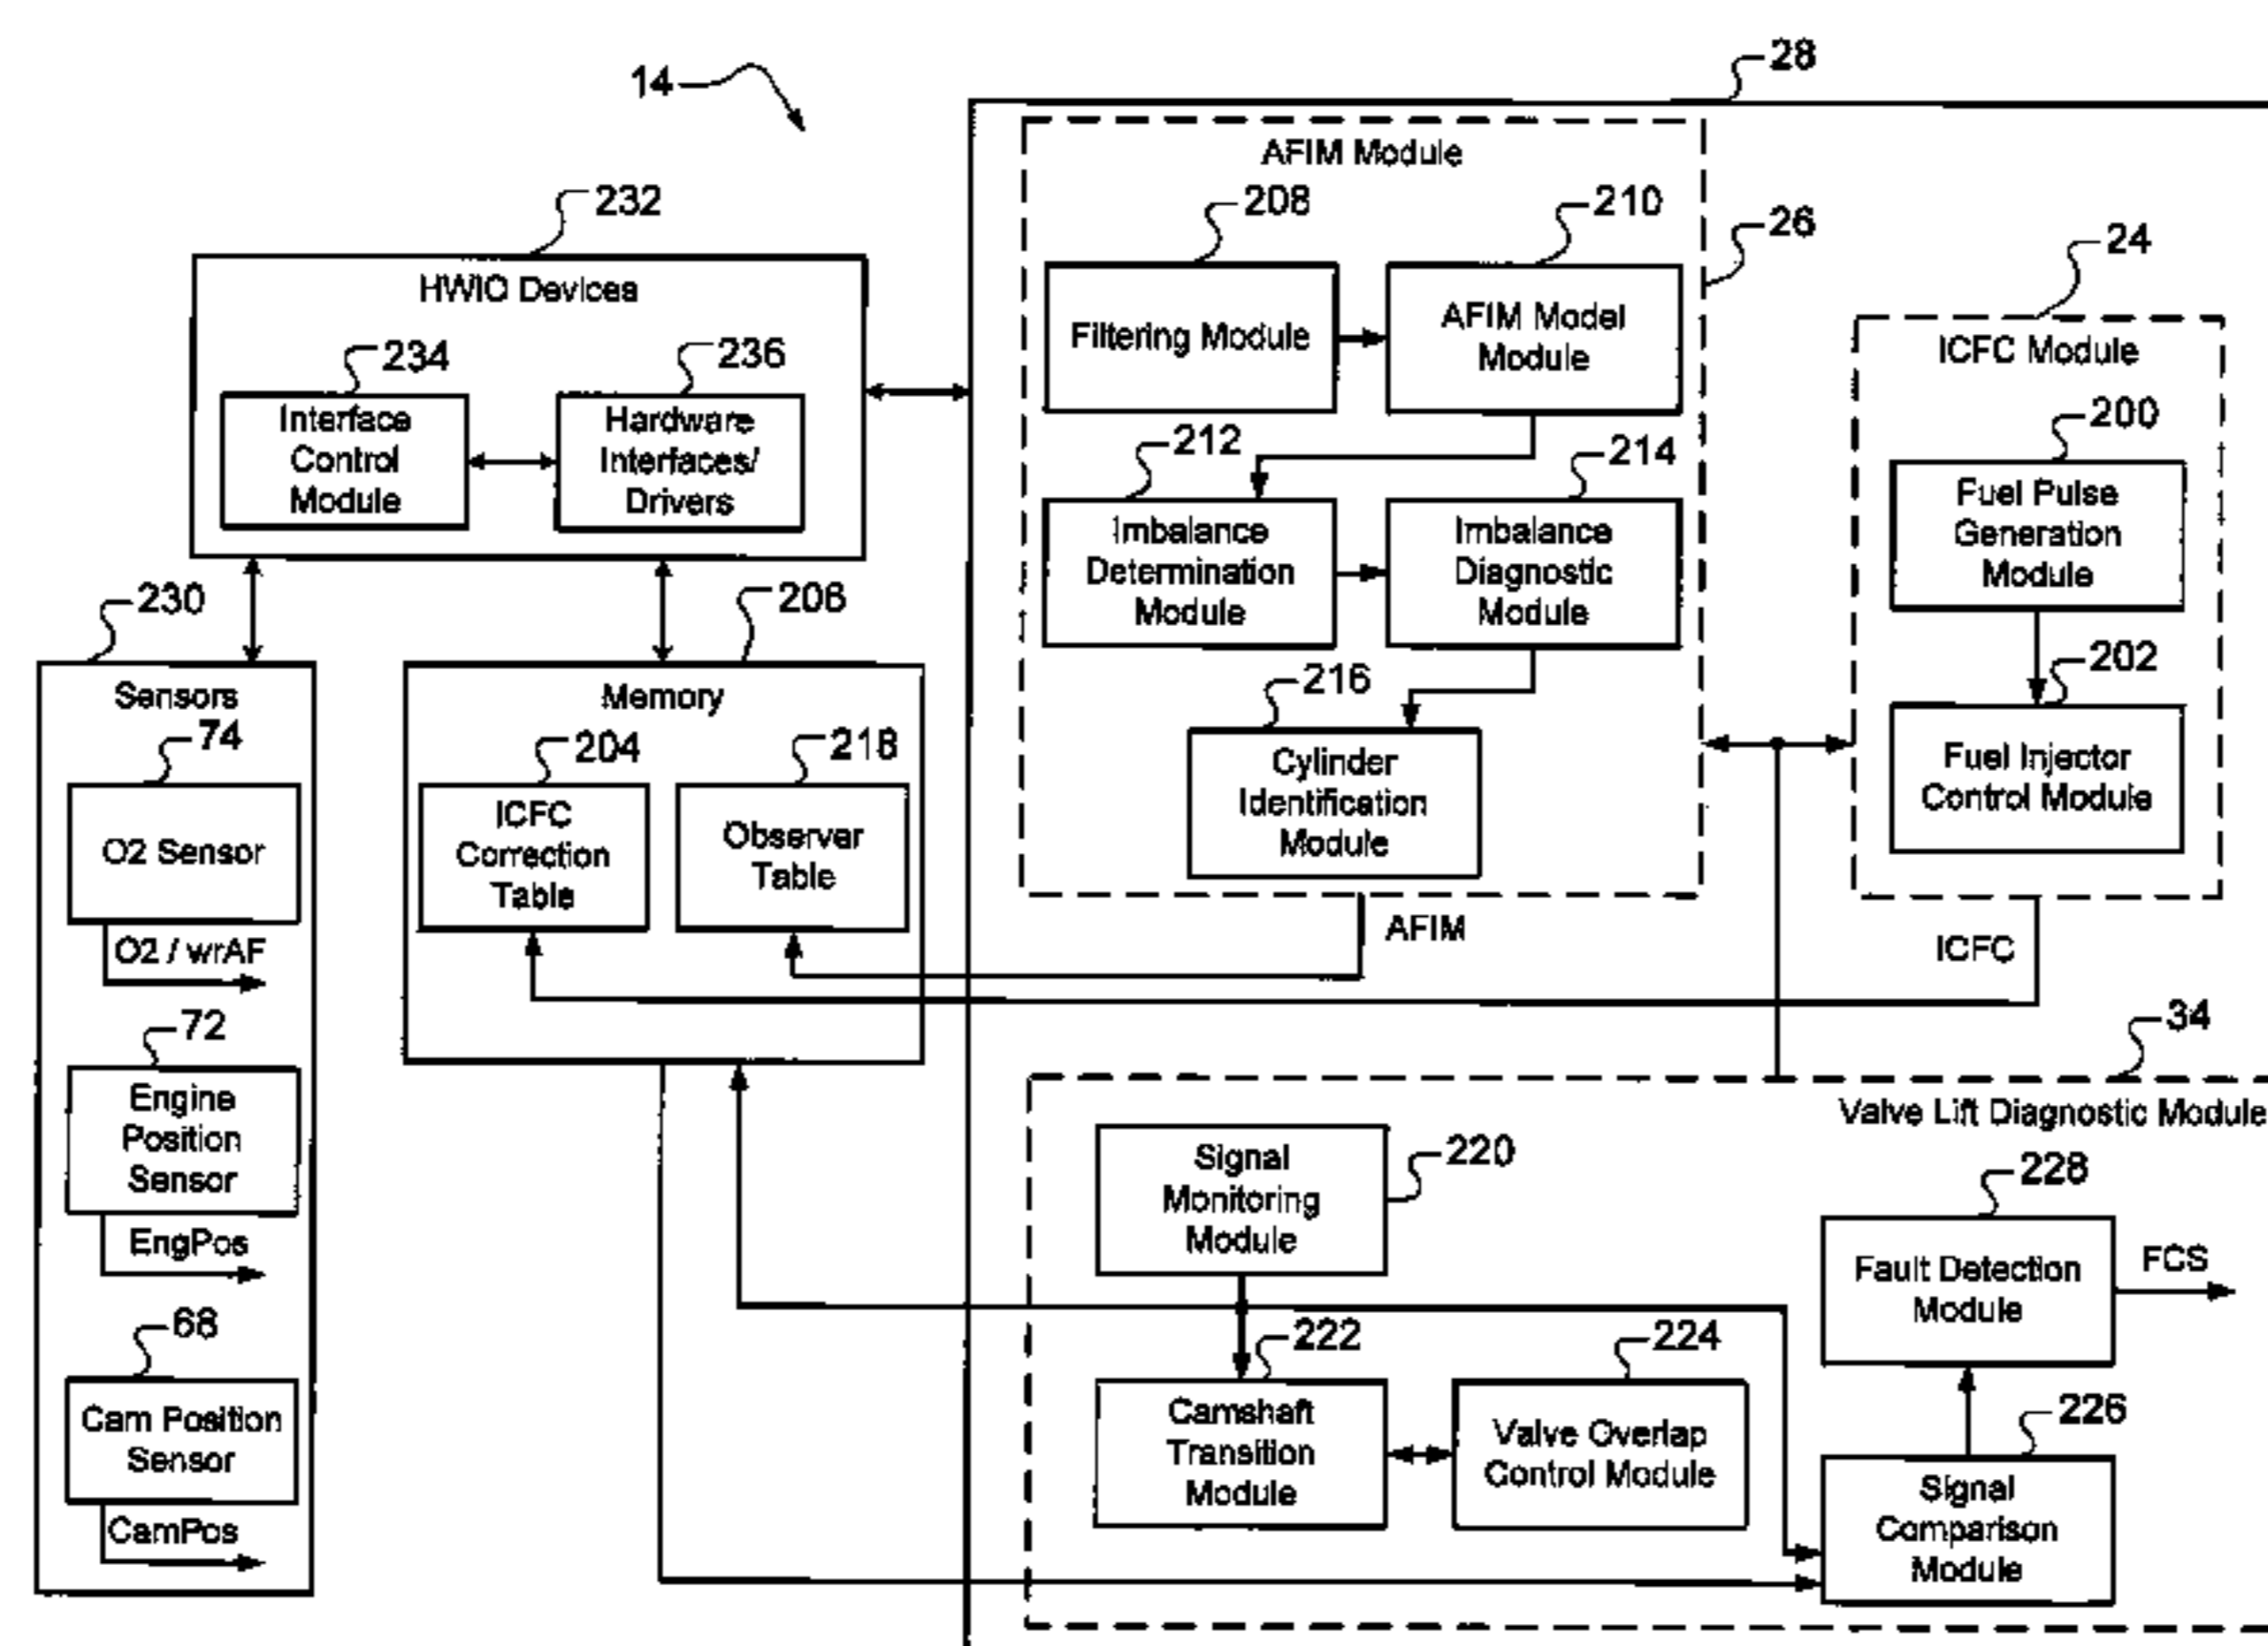 14
28
AFIM Module
232
208
210
26
24
HWIO Devices
Filtering Module
AFIM Model
Module
ICFC Module
234
236
200
Interface
Control
Module
Hardware
Interfaces/
Drivers
212
214
Fuel Pulse
Generation
Module
Imbalance
Determination
Module
Imbalance
Diagnostic
Module
230
206
202
Sensors
Memory
216
74
204
218
Cylinder
Identification
Module
Fuel Injector
Control Module
O2 Sensor
ICFC
Correction
Table
Observer
Table
AFIM
ICFC
O2 / wrAF
72
34
Engine
Position
Sensor
Valve Lift Diagnostic Module
Signal
Monitoring
Module
220
228
EngPos
Fault Detection
Module
FCS
68
222
224
Cam Position
Sensor
Camshaft
Transition
Module
Valve Overlap
Control Module
226
Signal
Comparison
Module
CamPos